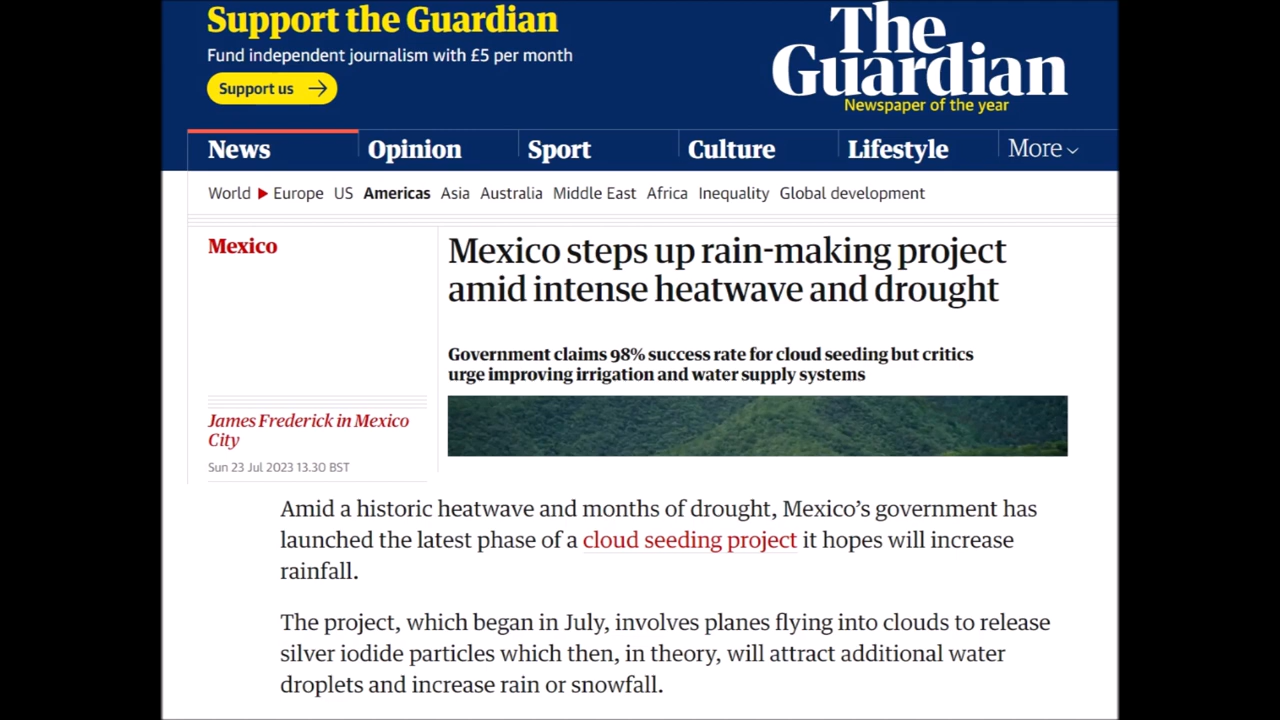 Support the Guardian
Fund independent journalism with £5 per month
Support us
The
Guardian
Newspaper of the year
News Opinion Sport Culture Lifestyle More
World Europe US Americas Asia Australia Middle East Africa Inequality Global development
Mexico
Mexico steps up rain-making project
amid intense heatwave and drought
Government claims 98% success rate for cloud seeding but critics
urge improving irrigation and water supply systems
James Frederick in Mexico
City
Sun 23 Jul 2023 13.30 BST
Amid a historic heatwave and months of drought, Mexico’s government has
launched the latest phase of a cloud seeding project it hopes will increase
rainfall.
The project, which began in July, involves planes flying into clouds to release
silver iodide particles which then, in theory, will attract additional water
droplets and increase rain or snowfall.